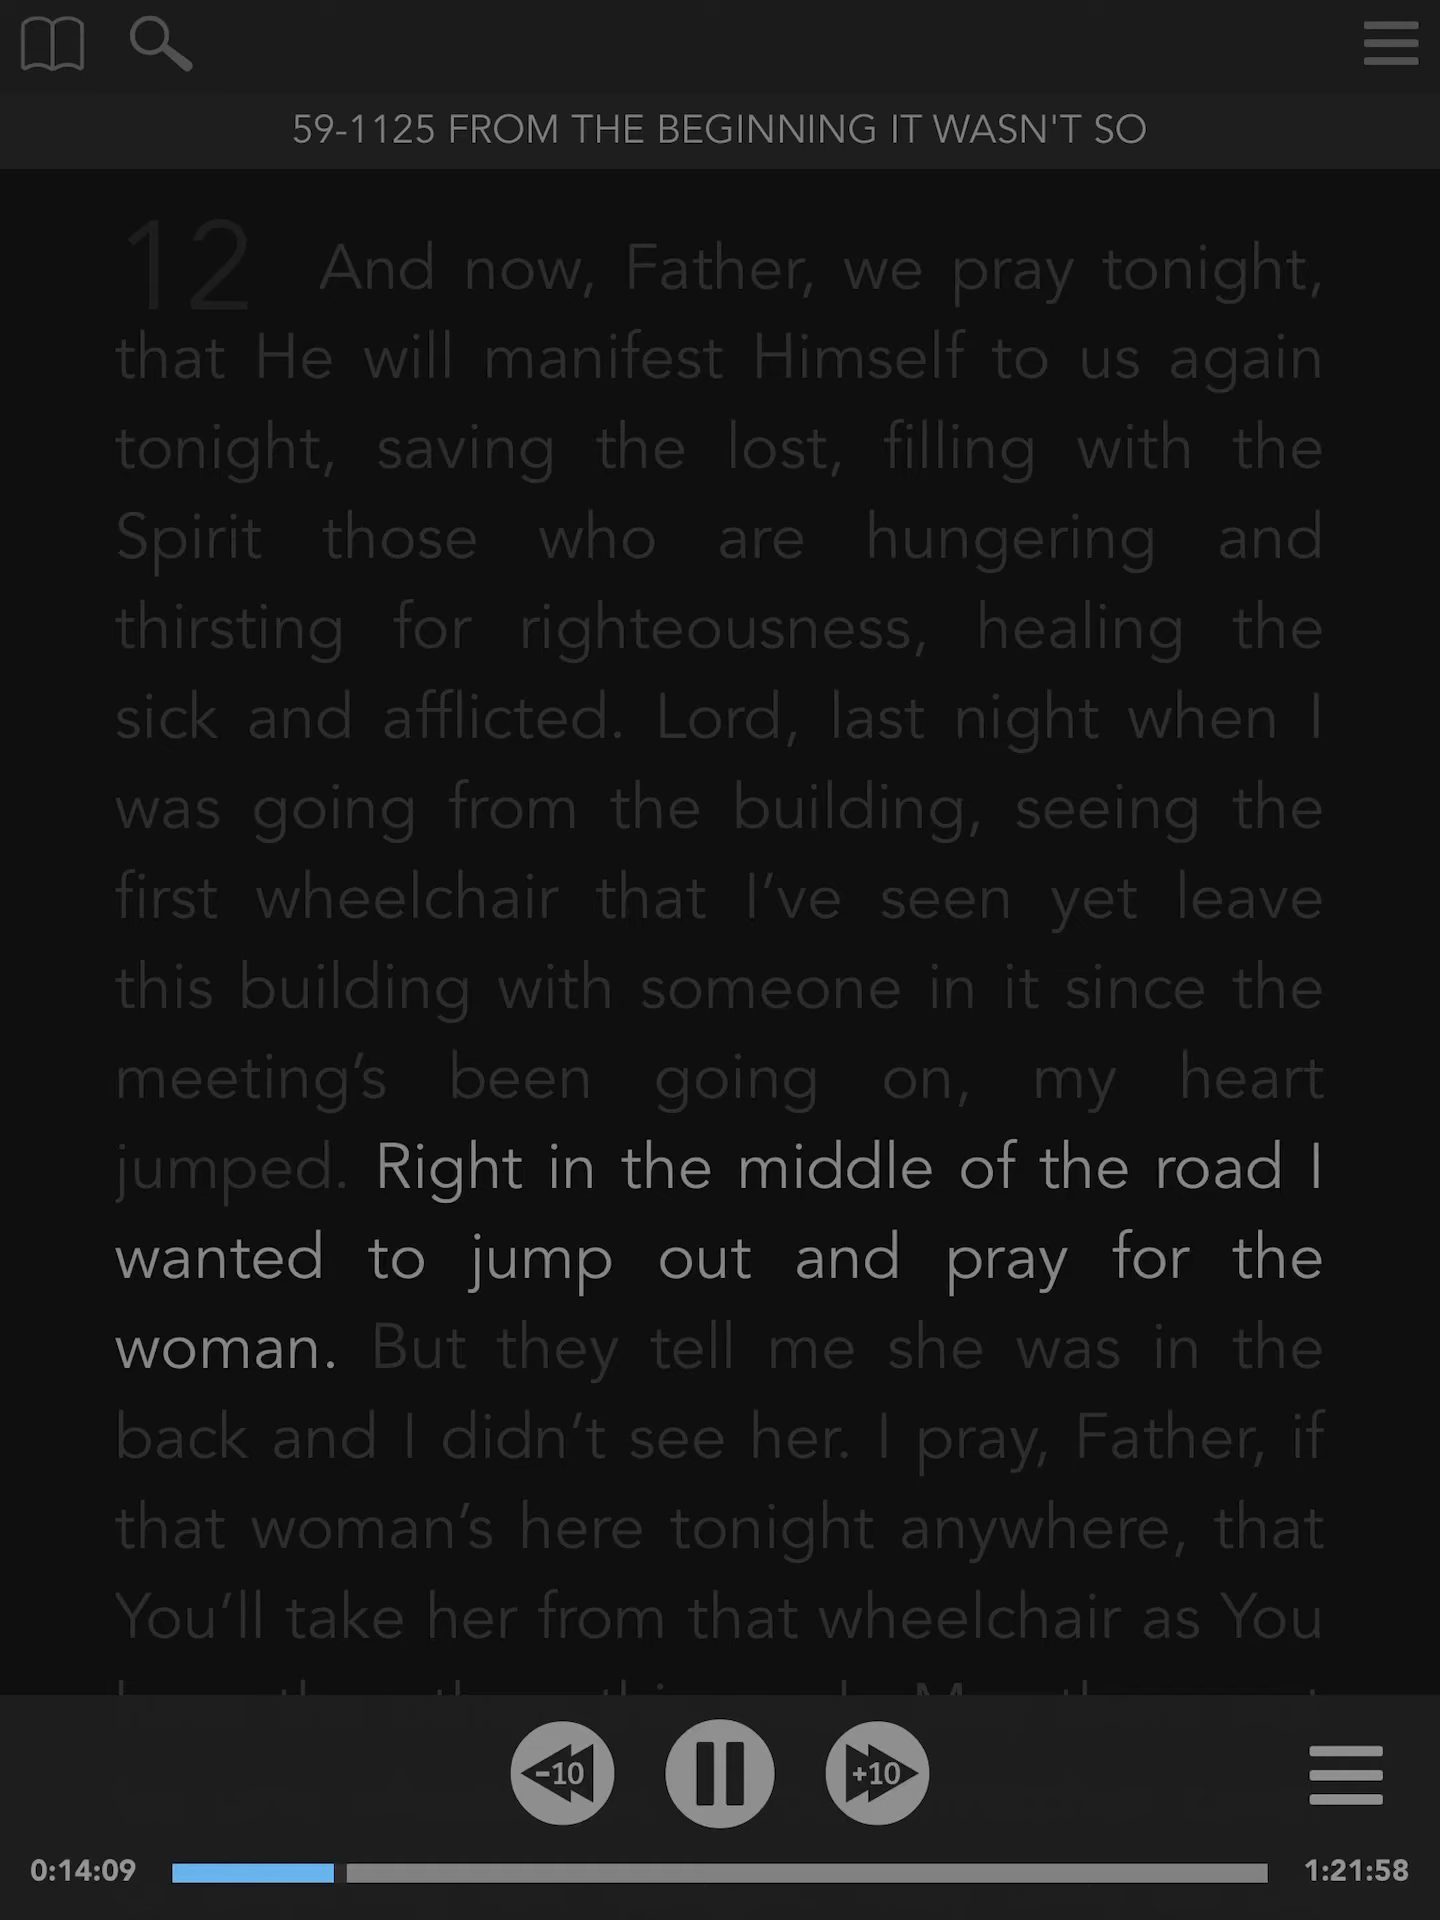 59-1125 FROM THE BEGINNING IT WASN'T SO
12 And now, Father, we pray tonight,
that He will manifest Himself to us again
tonight, saving the lost, filling with the
Spirit those who are hungering and
thirsting for righteousness, healing the
sick and afflicted. Lord, last night when I
was going from the building, seeing the
first wheelchair that I’ve seen yet leave
this building with someone in it since the
meeting’s been going on, my heart
jumped. Right in the middle of the road I
wanted to jump out and pray for the
woman. But they tell me she was in the
back and I didn’t see her. I pray, Father, if
that woman’s here tonight anywhere, that
You’ll take her from that wheelchair as You
-10 +10
0:14:09 1:21:58